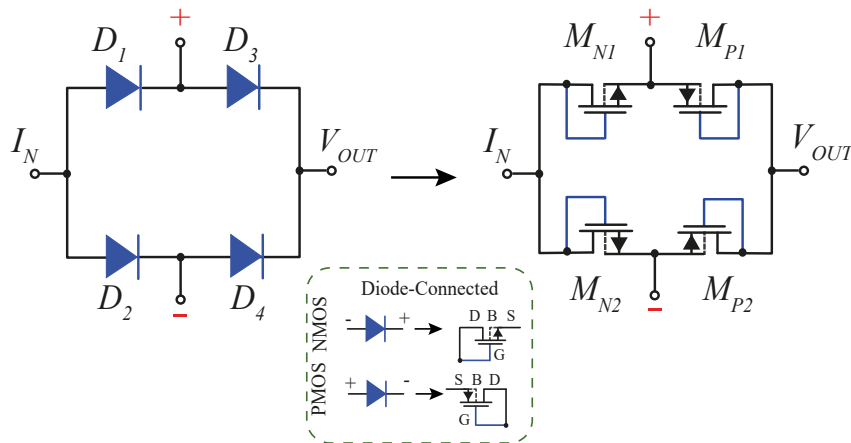 +
+
D1
D3
MN1
MP1
IN
VOUT
IN
VOUT
D2
D4
-
MN2
MP2
-
Diode-Connected
NMOS
- +
D B S
G
PMOS
+ -
S B D
G